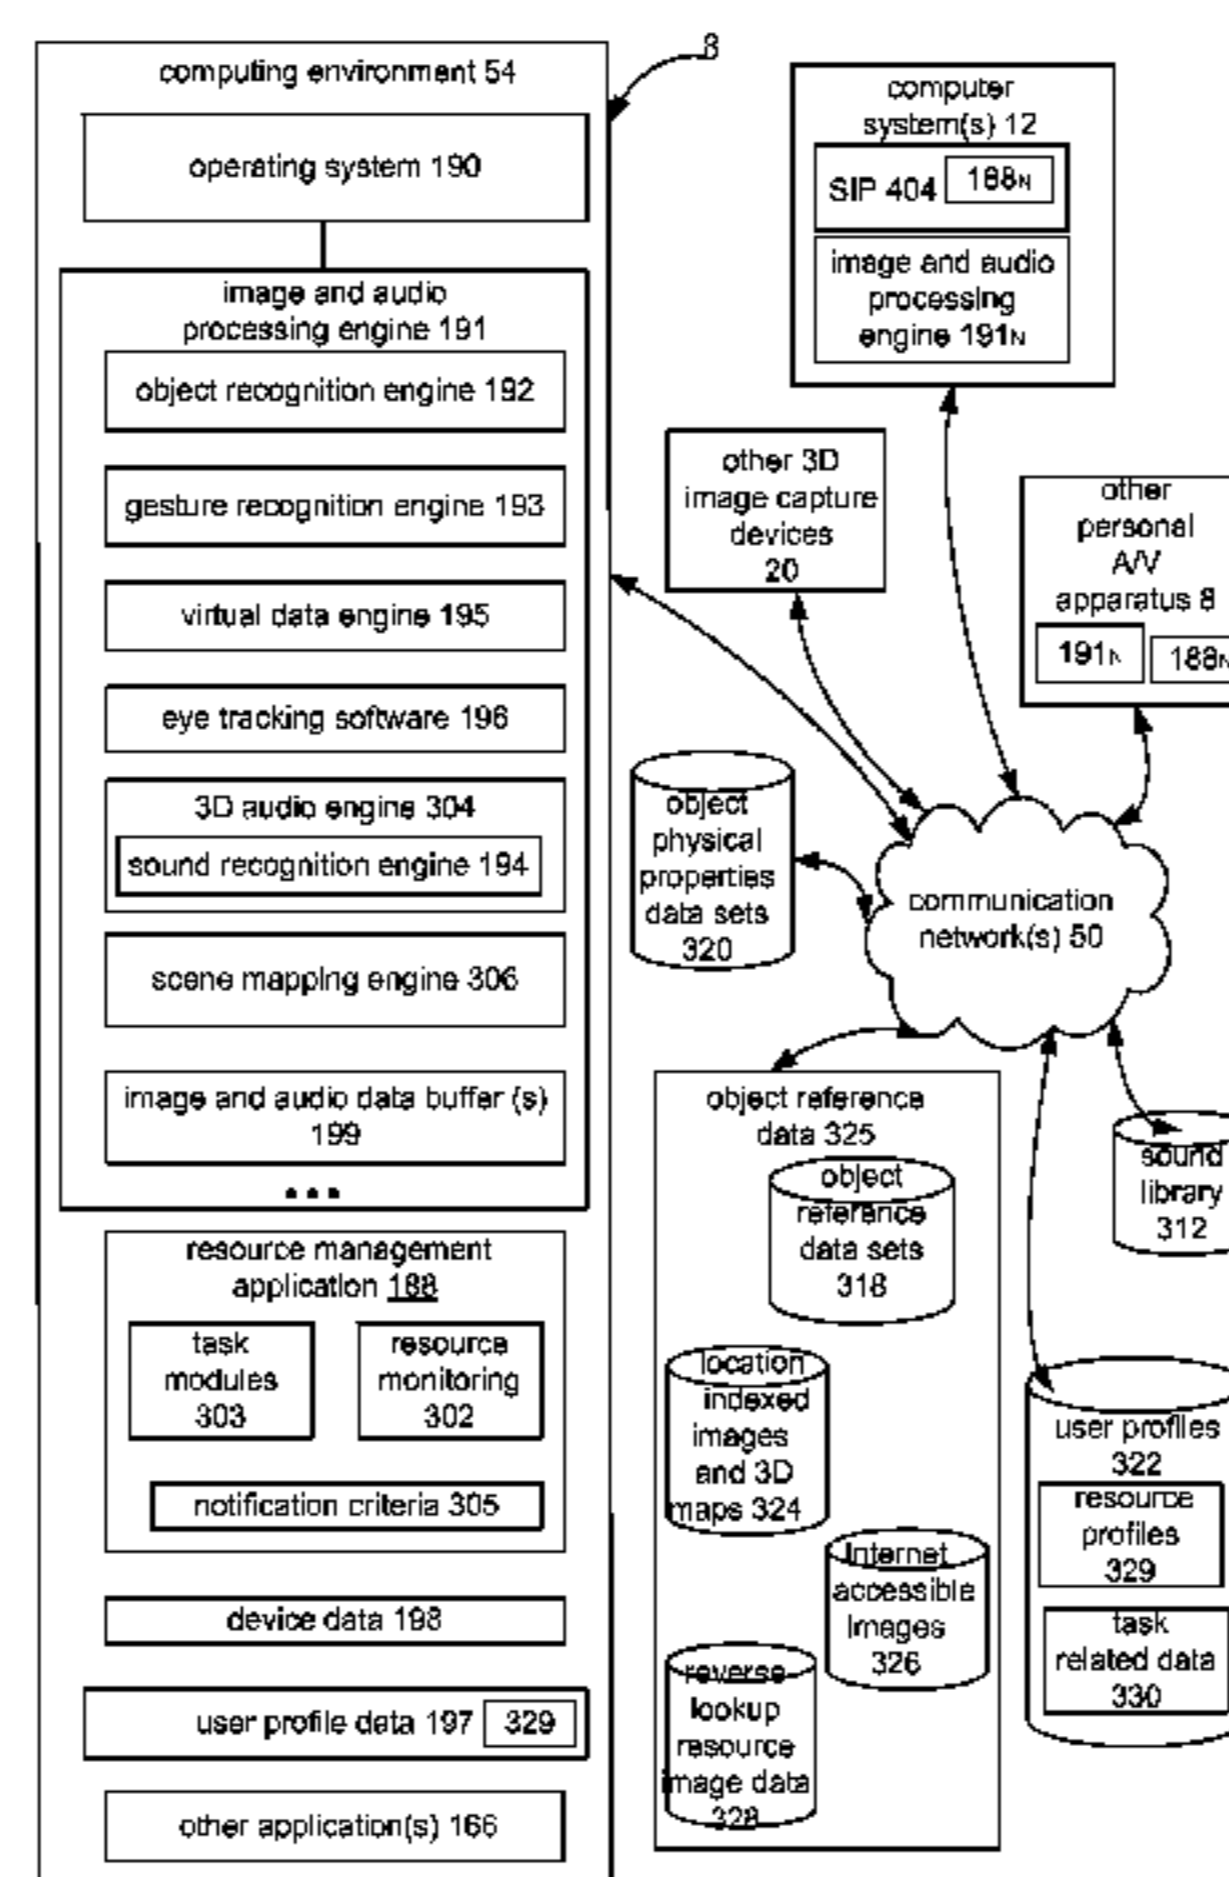 computing environment 54
operating system 190
image and audio
processing engine 191
object recognition engine 192
gesture recognition engine 193
virtual data engine 195
eye tracking software 196
3D audio engine 304
sound recognition engine 194
scene mapping engine 306
image and audio data buffer (s)
199
...
resource management
application 188
task
modules
303
resource
monitoring
302
notification criteria 305
device data 198
user profile data 197
329
other application(s) 166
8
computer
system(s) 12
SIP 404
188N
image and audio
processing
engine 191N
other 3D
image capture
devices
20
other
personal
A/V
apparatus 8
191N
188N
object
physical
properties
data sets
320
communication
network(s) 50
object reference
data 325
object
reference
data sets
318
location
indexed
images
and 3D
maps 324
Internet
accessible
Images
326
reverse
lookup
resource
image data
328
sound
library
312
user profiles
322
resource
profiles
329
task
related data
330